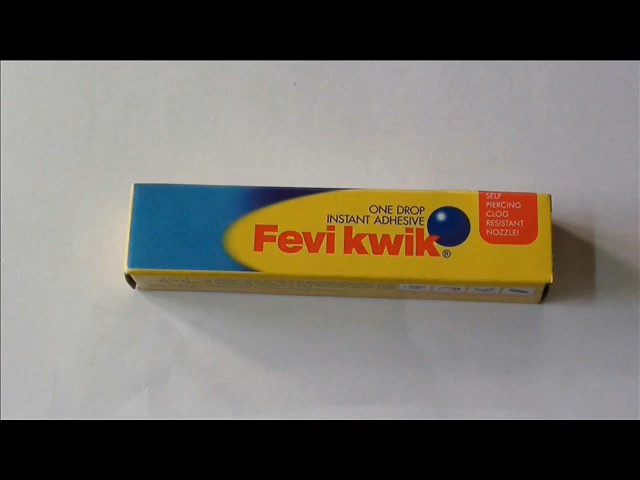 ONE DROP
INSTANT ADHESIVE
Fevi kwik®
SELF
PIERCING
CLOG
RESISTANT
NOZZLE!